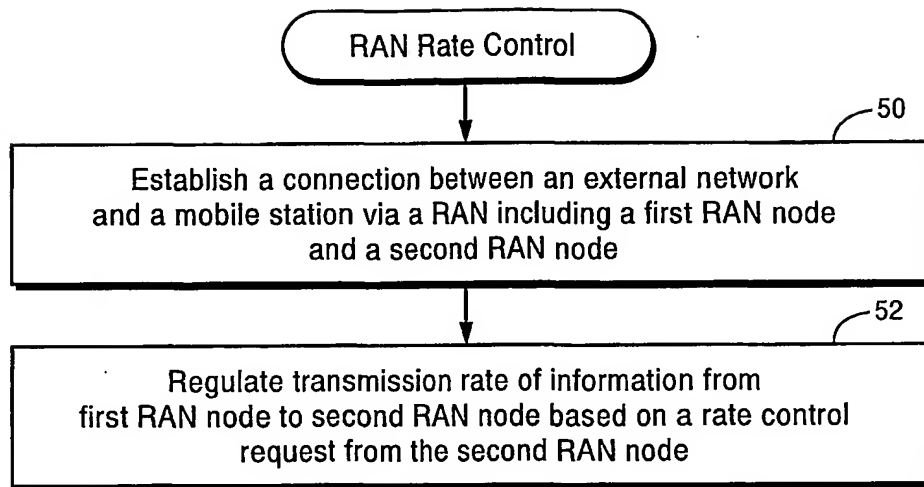 RAN Rate Control
50
Establish a connection between an external network
and a mobile station via a RAN including a first RAN node
and a second RAN node
52
Regulate transmission rate of information from
first RAN node to second RAN node based on a rate control
request from the second RAN node